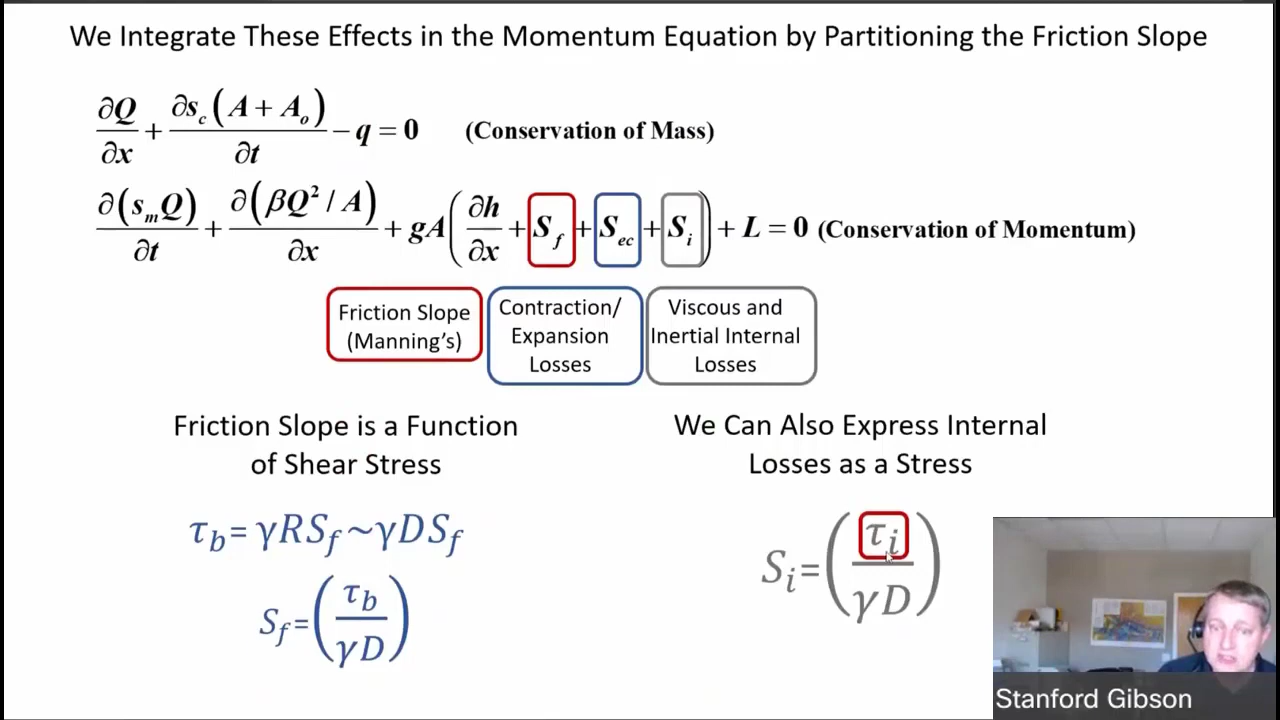 We Integrate These Effects in the Momentum Equation by Partitioning the Friction Slope
∂Q/∂x + ∂s_c(A + A_o)/∂t − q = 0 (Conservation of Mass)
∂(s_m Q)/∂t + ∂(βQ² / A)/∂x + gA(∂h/∂x + S_f + S_ec + S_i) + L = 0 (Conservation of Momentum)
Friction Slope
(Manning's)
Contraction/
Expansion
Losses
Viscous and
Inertial Internal
Losses
Friction Slope is a Function
of Shear Stress
τ_b = γRS_f ~ γDS_f
S_f = (τ_b / γD)
We Can Also Express Internal
Losses as a Stress
S_i = (τ_i / γD)
Stanford Gibson